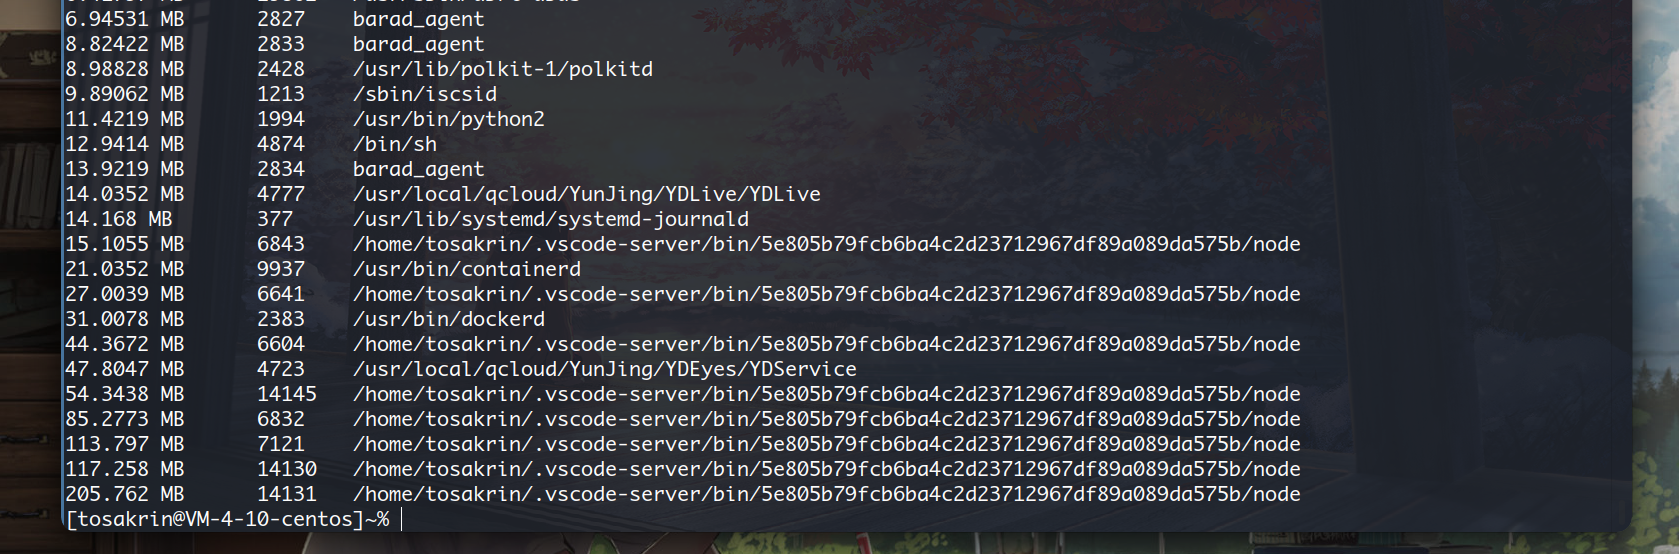 6.94531 MB 2827 barad_agent
8.82422 MB 2833 barad_agent
8.98828 MB 2428 /usr/lib/polkit-1/polkitd
9.89062 MB 1213 /sbin/iscsid
11.4219 MB 1994 /usr/bin/python2
12.9414 MB 4874 /bin/sh
13.9219 MB 2834 barad_agent
14.0352 MB 4777 /usr/local/qcloud/YunJing/YDLive/YDLive
14.168 MB 377 /usr/lib/systemd/systemd-journald
15.1055 MB 6843 /home/tosakrin/.vscode-server/bin/5e805b79fcb6ba4c2d23712967df89a089da575b/node
21.0352 MB 9937 /usr/bin/containerd
27.0039 MB 6641 /home/tosakrin/.vscode-server/bin/5e805b79fcb6ba4c2d23712967df89a089da575b/node
31.0078 MB 2383 /usr/bin/dockerd
44.3672 MB 6604 /home/tosakrin/.vscode-server/bin/5e805b79fcb6ba4c2d23712967df89a089da575b/node
47.8047 MB 4723 /usr/local/qcloud/YunJing/YDEyes/YDService
54.3438 MB 14145 /home/tosakrin/.vscode-server/bin/5e805b79fcb6ba4c2d23712967df89a089da575b/node
85.2773 MB 6832 /home/tosakrin/.vscode-server/bin/5e805b79fcb6ba4c2d23712967df89a089da575b/node
113.797 MB 7121 /home/tosakrin/.vscode-server/bin/5e805b79fcb6ba4c2d23712967df89a089da575b/node
117.258 MB 14130 /home/tosakrin/.vscode-server/bin/5e805b79fcb6ba4c2d23712967df89a089da575b/node
205.762 MB 14131 /home/tosakrin/.vscode-server/bin/5e805b79fcb6ba4c2d23712967df89a089da575b/node
[tosakrin@VM-4-10-centos]~%